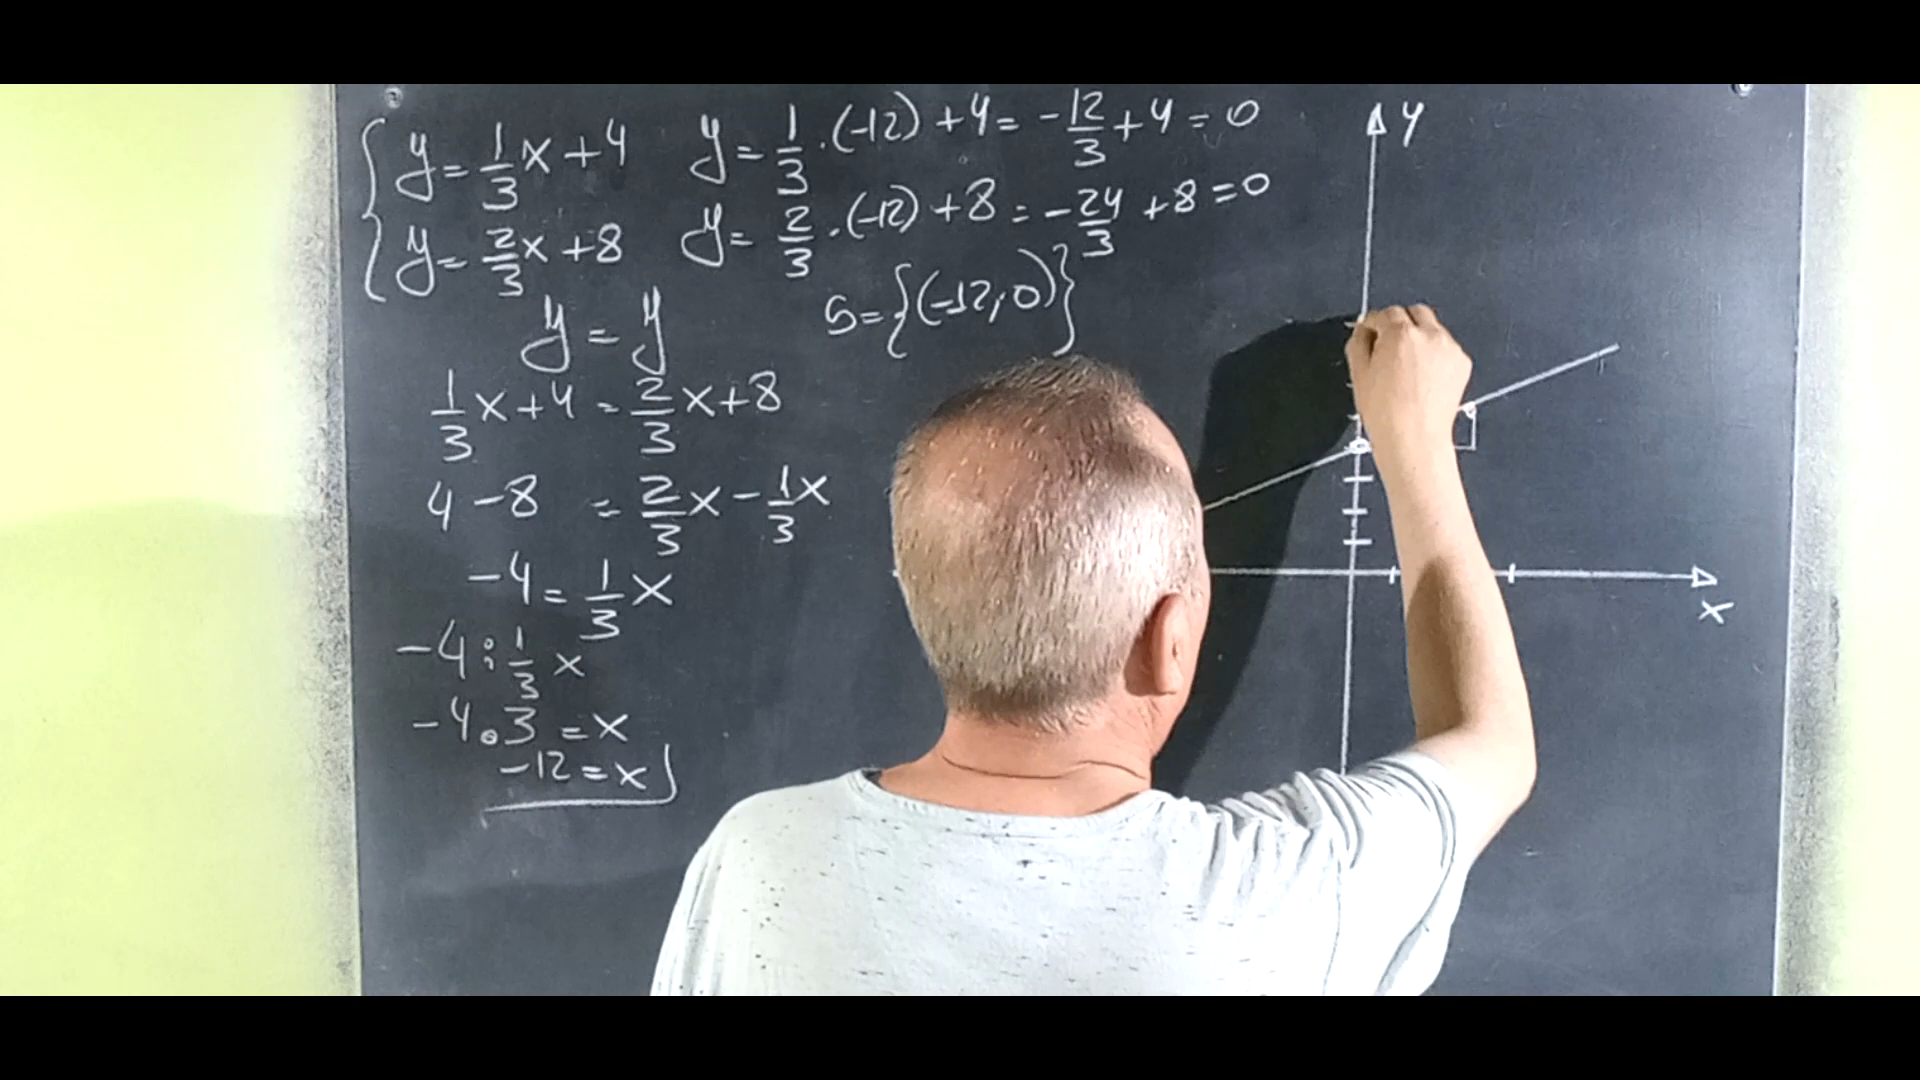 y = 1/3 x + 4
y = 2/3 x + 8
y = y
1/3 x + 4 = 2/3 x + 8
4 - 8 = 2/3 x - 1/3 x
-4 = 1/3 x
-4 : 1/3 x
-4 · 3 = x
-12 = x
y = 1/3 · (-12) + 4 = -12/3 + 4 = 0
y = 2/3 · (-12) + 8 = -24/3 + 8 = 0
S = {(-12; 0)}
y
x